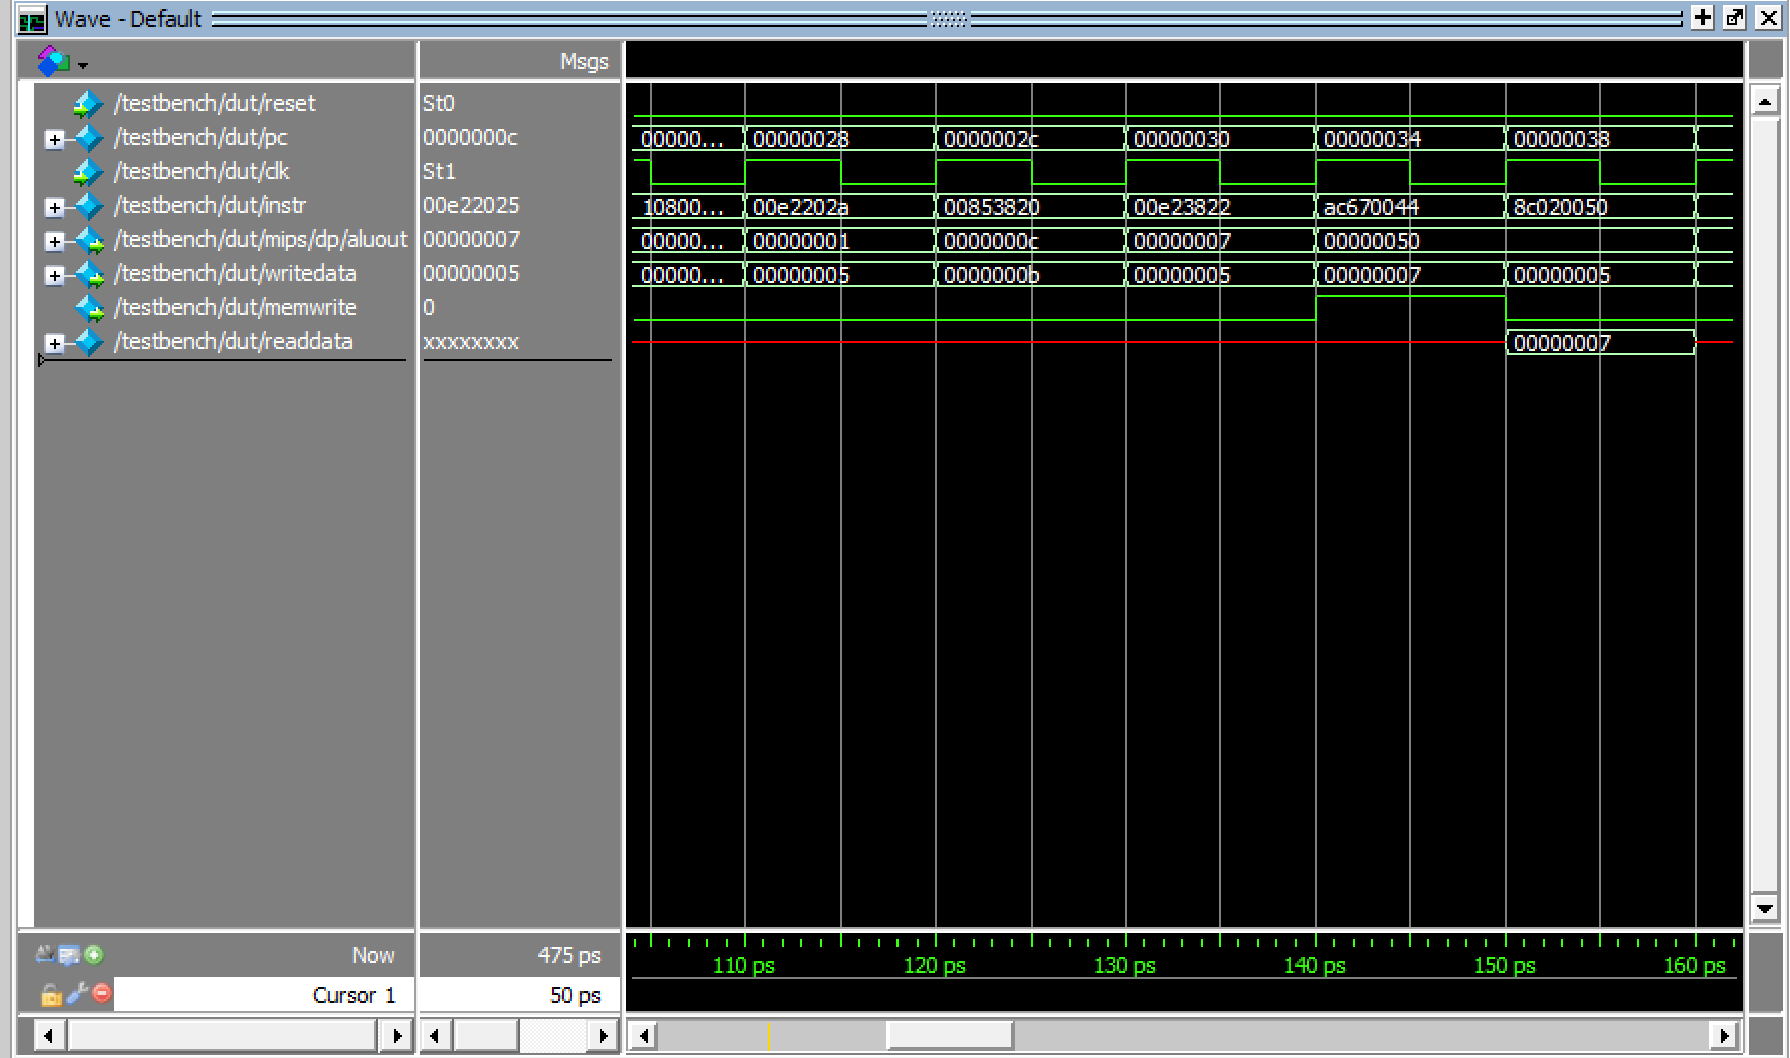 Wave - Default
Msgs
/testbench/dut/reset St0
/testbench/dut/pc 0000000c 00000... 00000028 0000002c 00000030 00000034 00000038
/testbench/dut/clk St1
/testbench/dut/instr 00e22025 10800... 00e2202a 00853820 00e23822 ac670044 8c020050
/testbench/dut/mips/dp/aluout 00000007 00000... 00000001 0000000c 00000007 00000050
/testbench/dut/writedata 00000005 00000... 00000005 0000000b 00000005 00000007 00000005
/testbench/dut/memwrite 0
/testbench/dut/readdata xxxxxxxx 00000007
Now 475 ps 110 ps 120 ps 130 ps 140 ps 150 ps 160 ps
Cursor 1 50 ps